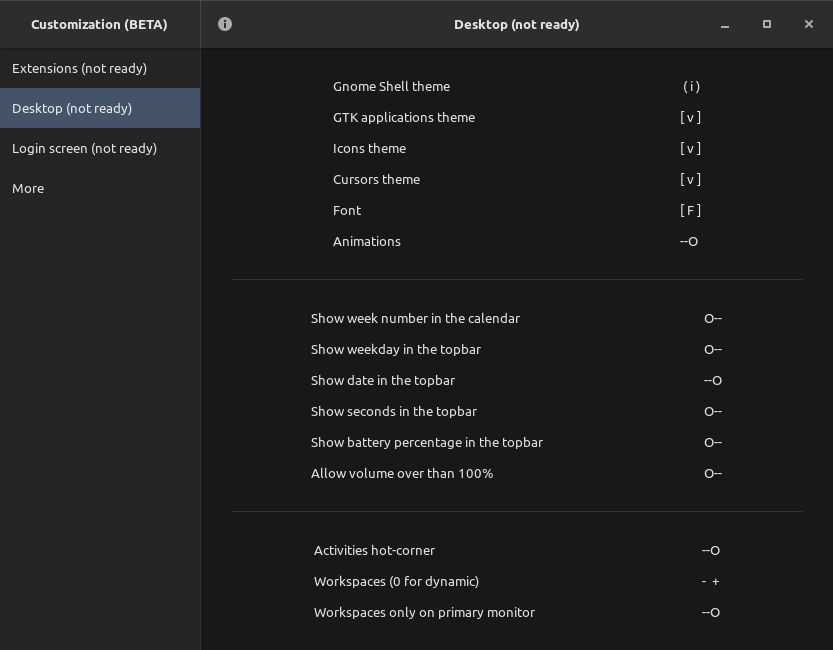 Customization (BETA)
Desktop (not ready)
Extensions (not ready)
Desktop (not ready)
Login screen (not ready)
More
Gnome Shell theme ( i )
GTK applications theme [ v ]
Icons theme [ v ]
Cursors theme [ v ]
Font [ F ]
Animations --O
Show week number in the calendar O--
Show weekday in the topbar O--
Show date in the topbar --O
Show seconds in the topbar O--
Show battery percentage in the topbar O--
Allow volume over than 100% O--
Activities hot-corner --O
Workspaces (0 for dynamic) - +
Workspaces only on primary monitor --O